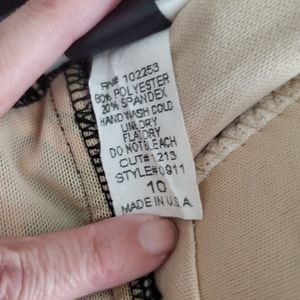 RN# 102253
80% POLYESTER
20% SPANDEX
HAND WASH COLD
LINE DRY
FLAT DRY
DO NOT BLEACH
CUT# 1213
STYLE# 0911
10
MADE IN U.S.A.